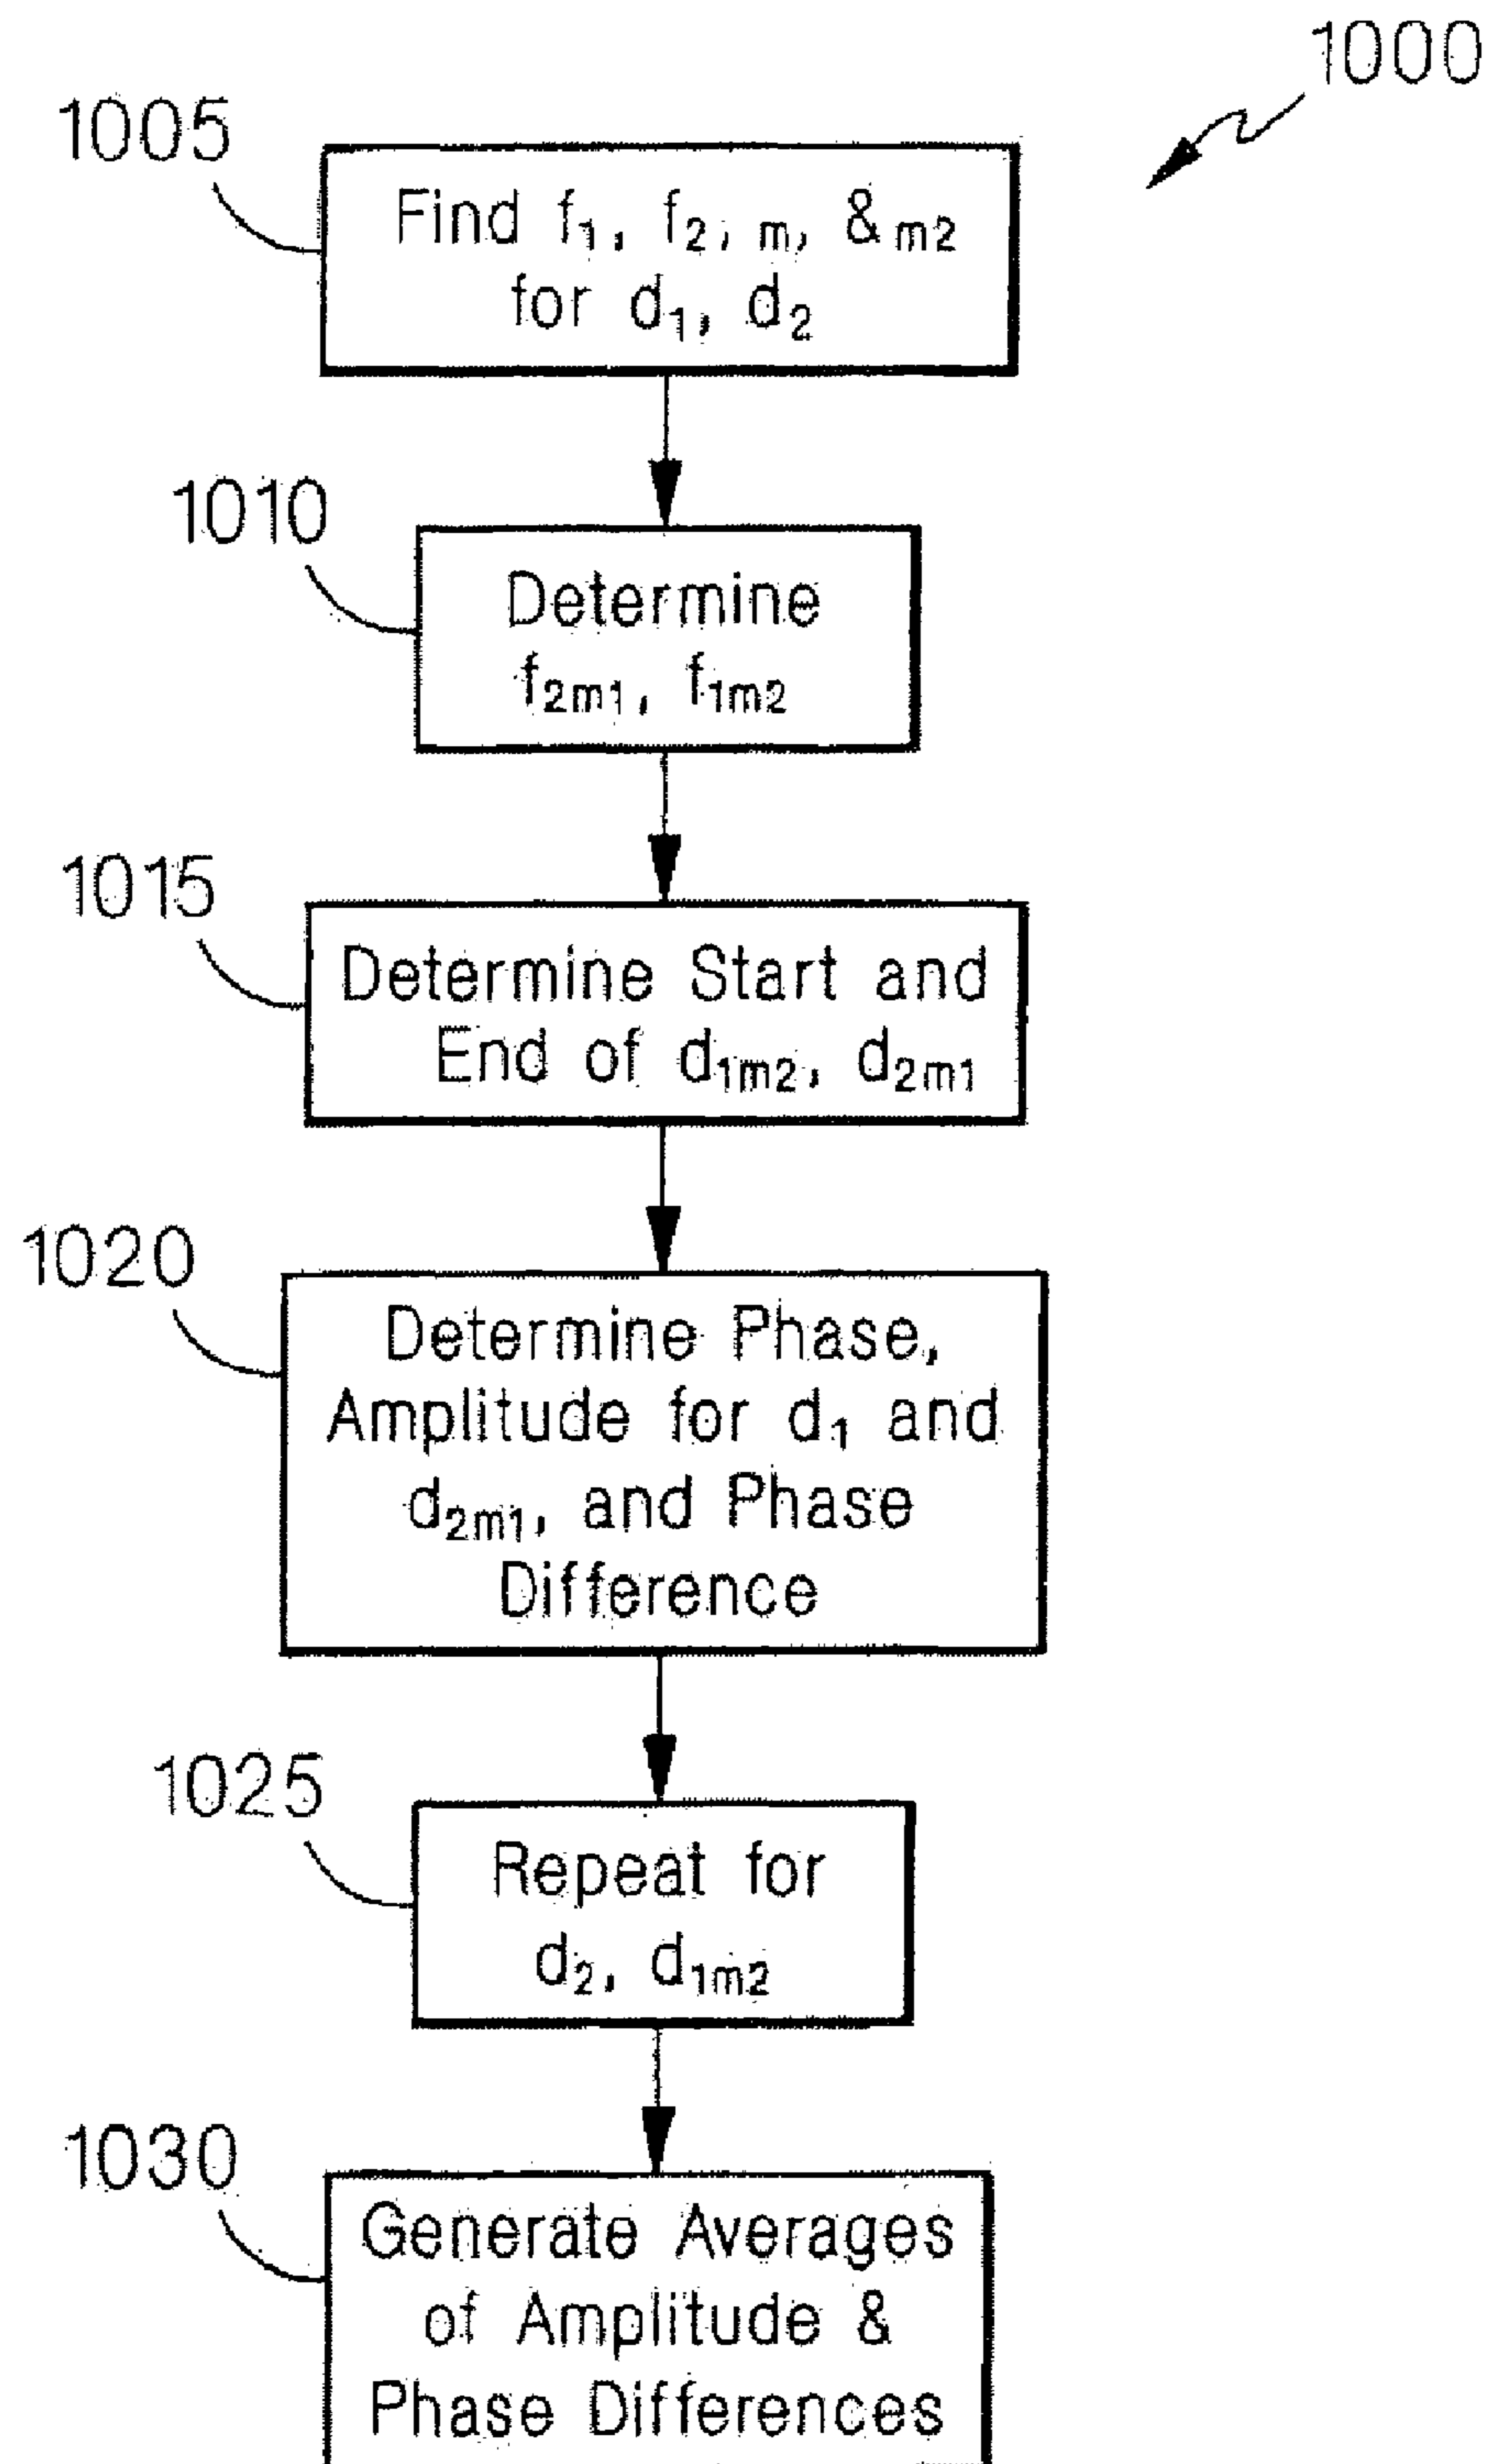 1000
1005
Find f₁, f₂, m, & m2
for d₁, d₂
1010
Determine
f₂ₘ₁, f₁ₘ₂
1015
Determine Start and
End of d₁ₘ₂, d₂ₘ₁
1020
Determine Phase,
Amplitude for d₁ and
d₂ₘ₁, and Phase
Difference
1025
Repeat for
d₂, d₁ₘ₂
1030
Generate Averages
of Amplitude &
Phase Differences